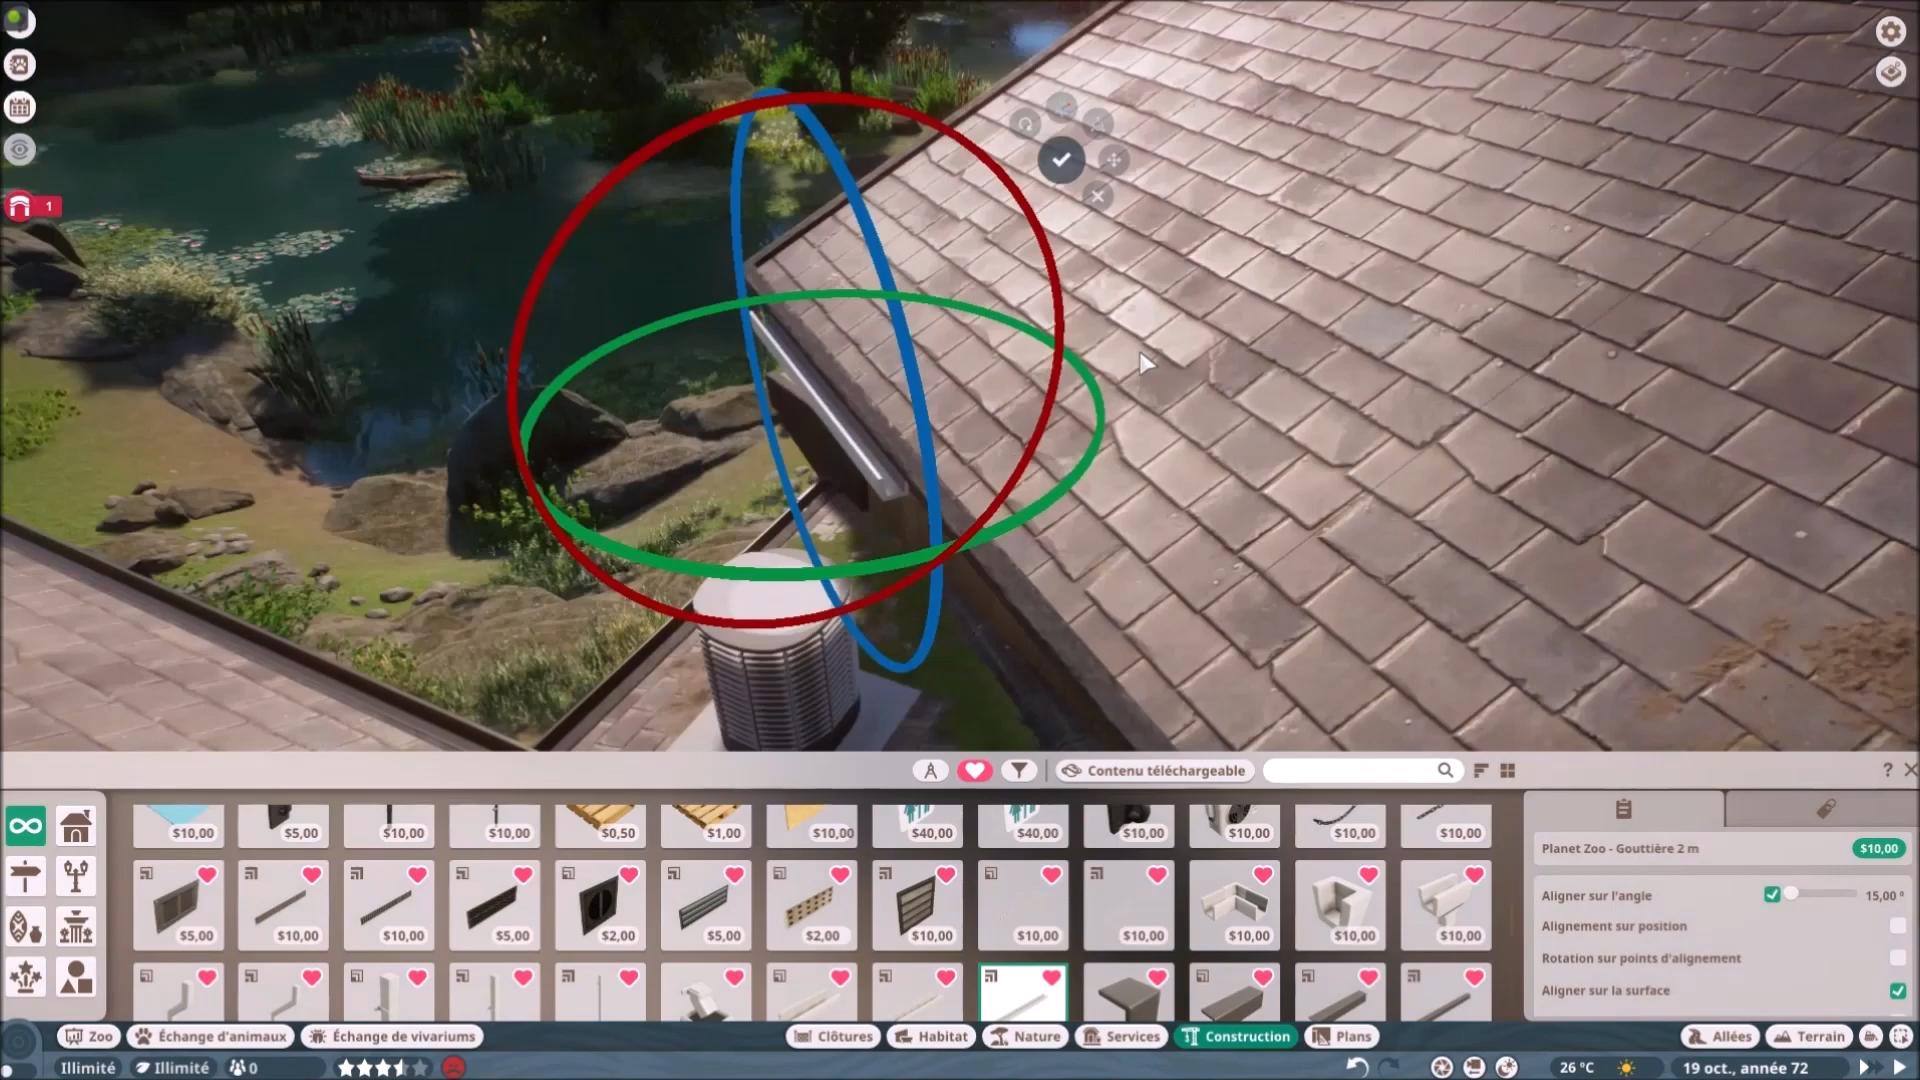 1
Contenu téléchargeable
?
$10,00 $5,00 $10,00 $10,00 $0,50 $1,00 $10,00 $40,00 $40,00 $10,00 $10,00 $10,00 $10,00
$5,00 $10,00 $10,00 $5,00 $2,00 $5,00 $2,00 $10,00 $10,00 $10,00 $10,00 $10,00 $10,00
Planet Zoo - Gouttière 2 m $10,00
Aligner sur l'angle 15,00 °
Alignement sur position
Rotation sur points d'alignement
Aligner sur la surface
Zoo Échange d'animaux Échange de vivariums Clôtures Habitat Nature Services Construction Plans Allées Terrain
Illimité Illimité 0 26 °C 19 oct., année 72